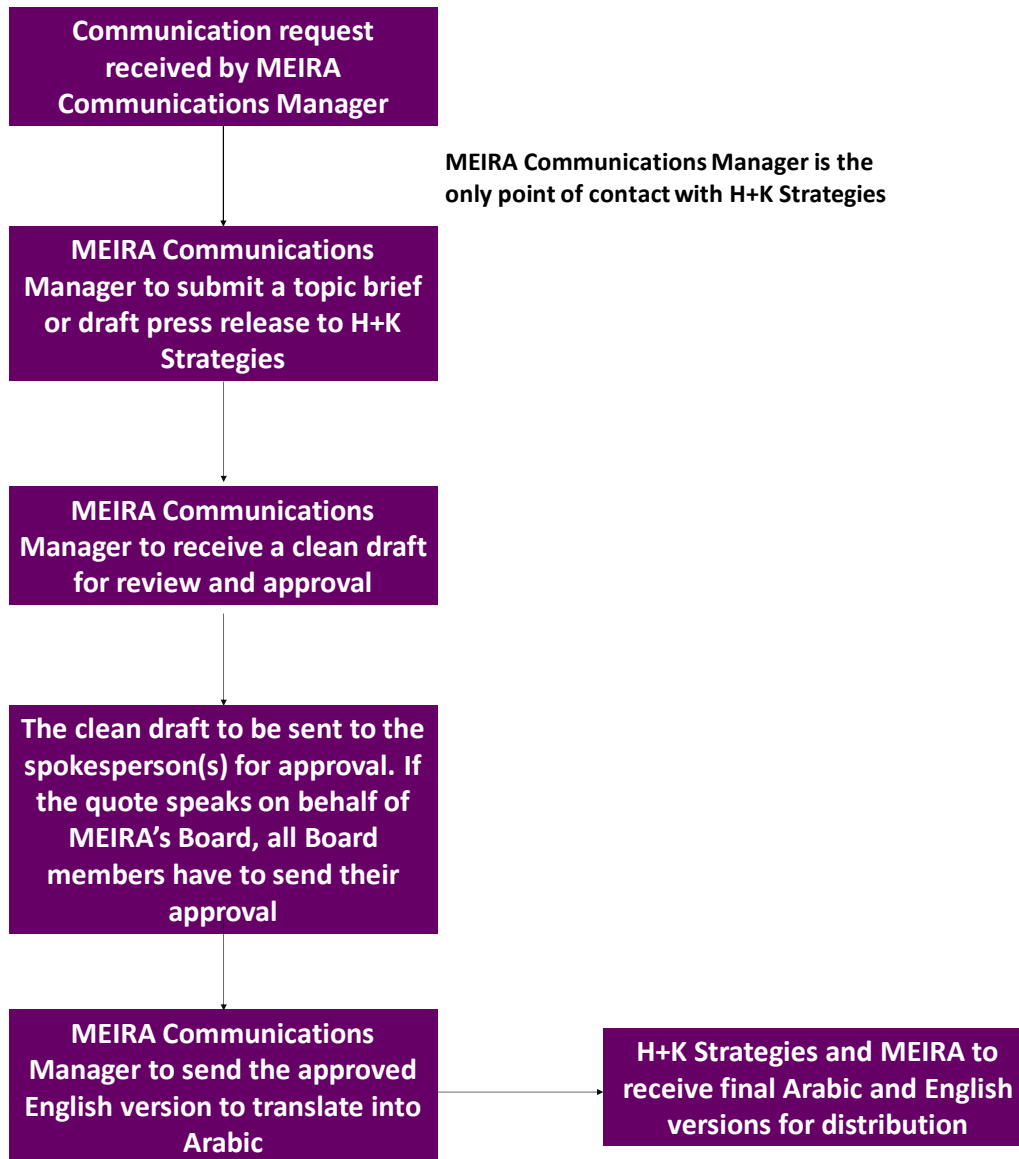 Communication request
received by MEIRA
Communications Manager
MEIRA Communications Manager is the
only point of contact with H+K Strategies
MEIRA Communications
Manager to submit a topic brief
or draft press release to H+K
Strategies
MEIRA Communications
Manager to receive a clean draft
for review and approval
The clean draft to be sent to the
spokesperson(s) for approval. If
the quote speaks on behalf of
MEIRA’s Board, all Board
members have to send their
approval
MEIRA Communications
Manager to send the approved
English version to translate into
Arabic
H+K Strategies and MEIRA to
receive final Arabic and English
versions for distribution